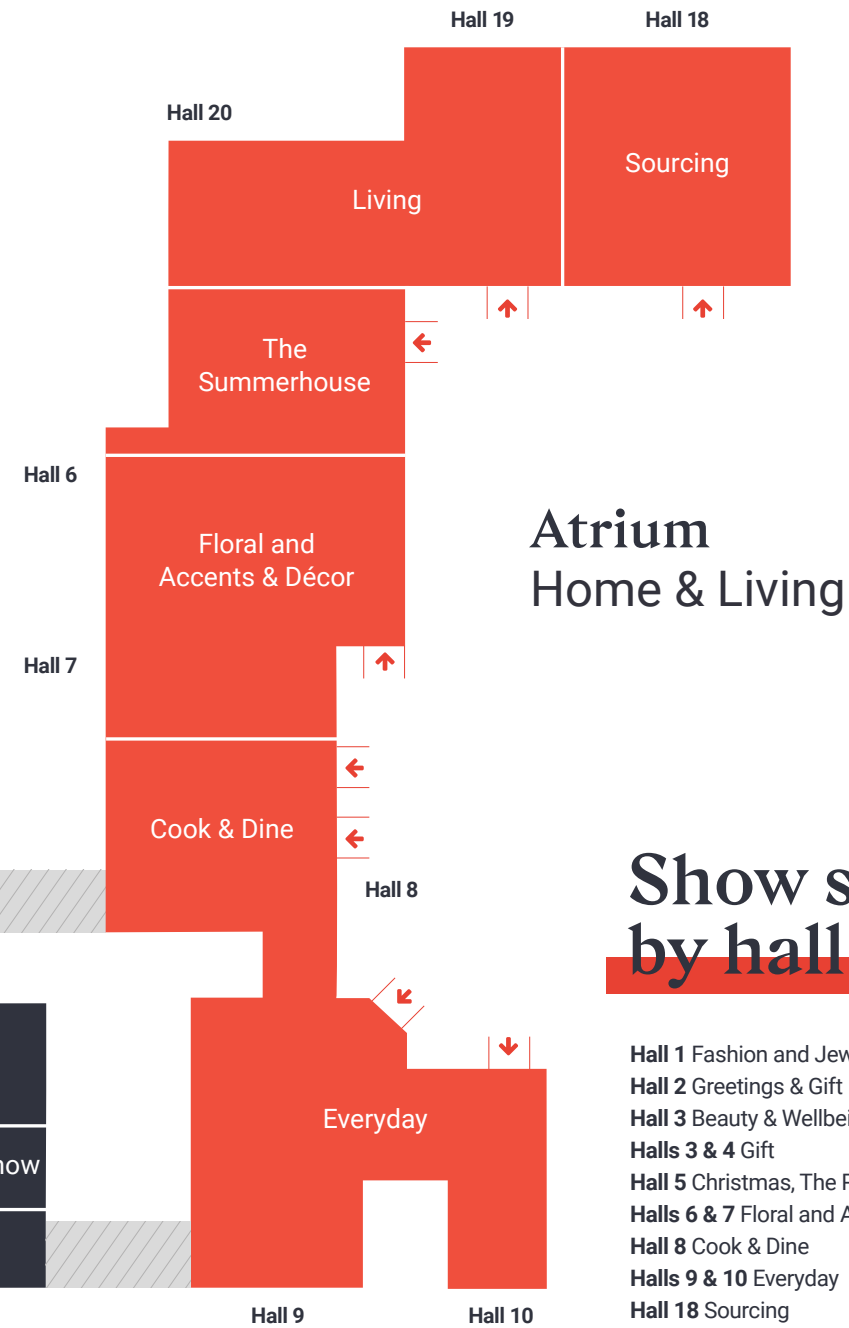 Hall 19
Hall 18
Hall 20
Sourcing
Living
The
Summerhouse
Hall 6
Floral and
Accents & Décor
Atrium
Home & Living
Hall 7
Cook & Dine
Hall 8
Show
by hall
Everyday
Hall 1 Fashion and
Hall 2 Greetings & Gift
Hall 3 Beauty &
Halls 3 & 4 Gift
Hall 5 Christmas, The
Halls 6 & 7 Floral and
Hall 8 Cook & Dine
Halls 9 & 10 Everyday
Hall 18 Sourcing
Hall 9
Hall 10